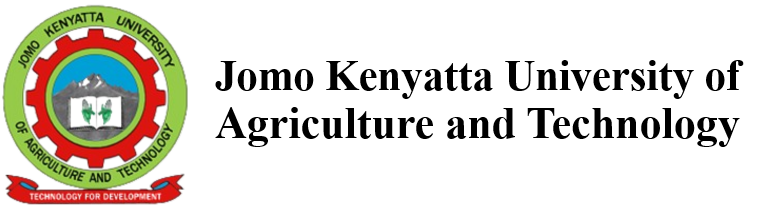 JOMO KENYATTA UNIVERSITY
OF AGRICULTURE AND TECHNOLOGY
TECHNOLOGY FOR DEVELOPMENT
Jomo Kenyatta University of
Agriculture and Technology